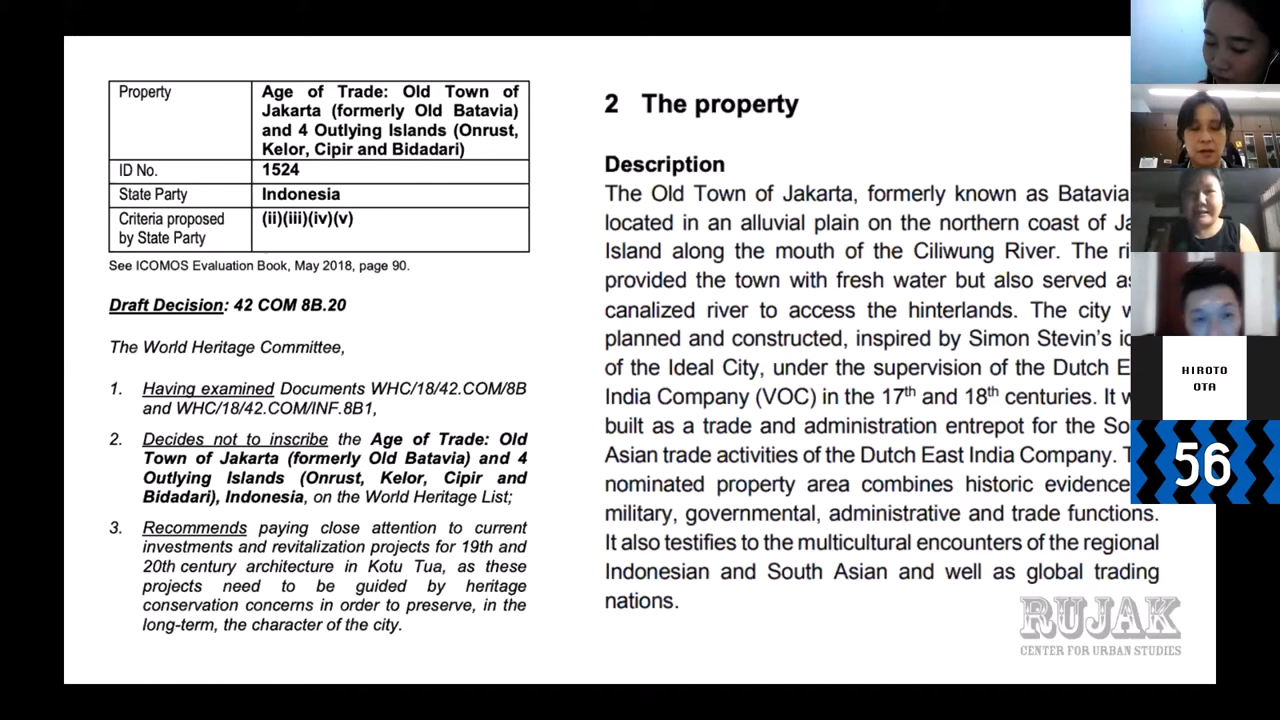 Property
Age of Trade: Old Town of
Jakarta (formerly Old Batavia)
and 4 Outlying Islands (Onrust,
Kelor, Cipir and Bidadari)
ID No.
1524
State Party
Indonesia
Criteria proposed
by State Party
(ii)(iii)(iv)(v)
See ICOMOS Evaluation Book, May 2018, page 90.
Draft Decision: 42 COM 8B.20
The World Heritage Committee,
1. Having examined Documents WHC/18/42.COM/8B
and WHC/18/42.COM/INF.8B1,
2. Decides not to inscribe the Age of Trade: Old
Town of Jakarta (formerly Old Batavia) and 4
Outlying Islands (Onrust, Kelor, Cipir and
Bidadari), Indonesia, on the World Heritage List;
3. Recommends paying close attention to current
investments and revitalization projects for 19th and
20th century architecture in Kotu Tua, as these
projects need to be guided by heritage
conservation concerns in order to preserve, in the
long-term, the character of the city.
2 The property
Description
The Old Town of Jakarta, formerly known as Batavia
located in an alluvial plain on the northern coast of
Island along the mouth of the Ciliwung River. The
provided the town with fresh water but also served
canalized river to access the hinterlands. The city
planned and constructed, inspired by Simon Stevin's
of the Ideal City, under the supervision of the Dutch
India Company (VOC) in the 17th and 18th centuries. It
built as a trade and administration entrepot for the
Asian trade activities of the Dutch East India Company.
nominated property area combines historic evidence
military, governmental, administrative and trade functions.
It also testifies to the multicultural encounters of the regional
Indonesian and South Asian and well as global trading
nations.
RUJAK
CENTER FOR URBAN STUDIES
HIROTO
OTA
56